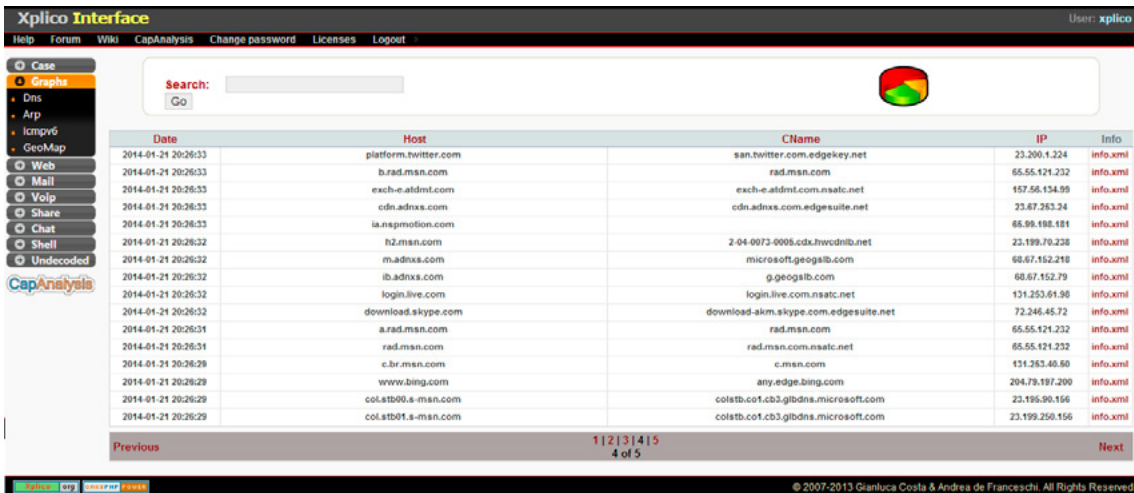 Xplico Interface
User: xplico
Help Forum Wiki CapAnalysis Change password Licenses Logout
Case
Graphs
Dns
Arp
Icmpv6
GeoMap
Web
Mail
Voip
Share
Chat
Shell
Undecoded
CapAnalysis
Search:
Go
Date Host CName IP Info
2014-01-21 20:26:33 platform.twitter.com san.twitter.com.edgekey.net 23.200.1.224 info.xml
2014-01-21 20:26:33 b.rad.msn.com rad.msn.com 65.55.121.232 info.xml
2014-01-21 20:26:33 exch-e.atdmt.com exch-e.atdmt.com.nsatc.net 157.56.134.99 info.xml
2014-01-21 20:26:33 cdn.adnxs.com cdn.adnxs.com.edgesuite.net 23.67.253.24 info.xml
2014-01-21 20:26:33 ia.nspmotion.com 65.99.198.181 info.xml
2014-01-21 20:26:32 h2.msn.com 2-04-0073-0005.cdx.hwcdnlb.net 23.199.70.238 info.xml
2014-01-21 20:26:32 m.adnxs.com microsoft.geogslb.com 68.67.152.218 info.xml
2014-01-21 20:26:32 ib.adnxs.com g.geogslb.com 68.67.152.79 info.xml
2014-01-21 20:26:32 login.live.com login.live.com.nsatc.net 131.253.61.98 info.xml
2014-01-21 20:26:32 download.skype.com download-akm.skype.com.edgesuite.net 72.246.45.72 info.xml
2014-01-21 20:26:31 a.rad.msn.com rad.msn.com 65.55.121.232 info.xml
2014-01-21 20:26:31 rad.msn.com rad.msn.com.nsatc.net 65.55.121.232 info.xml
2014-01-21 20:26:29 c.br.msn.com c.msn.com 131.253.40.50 info.xml
2014-01-21 20:26:29 www.bing.com any.edge.bing.com 204.79.197.200 info.xml
2014-01-21 20:26:29 col.stb00.s-msn.com colstb.co1.cb3.glbdns.microsoft.com 23.195.90.156 info.xml
2014-01-21 20:26:29 col.stb01.s-msn.com colstb.co1.cb3.glbdns.microsoft.com 23.199.250.156 info.xml
Previous 1 | 2 | 3 | 4 | 5 Next
4 of 5
Xplico org CAKEPHP POWER
© 2007-2013 Gianluca Costa & Andrea de Franceschi. All Rights Reserved